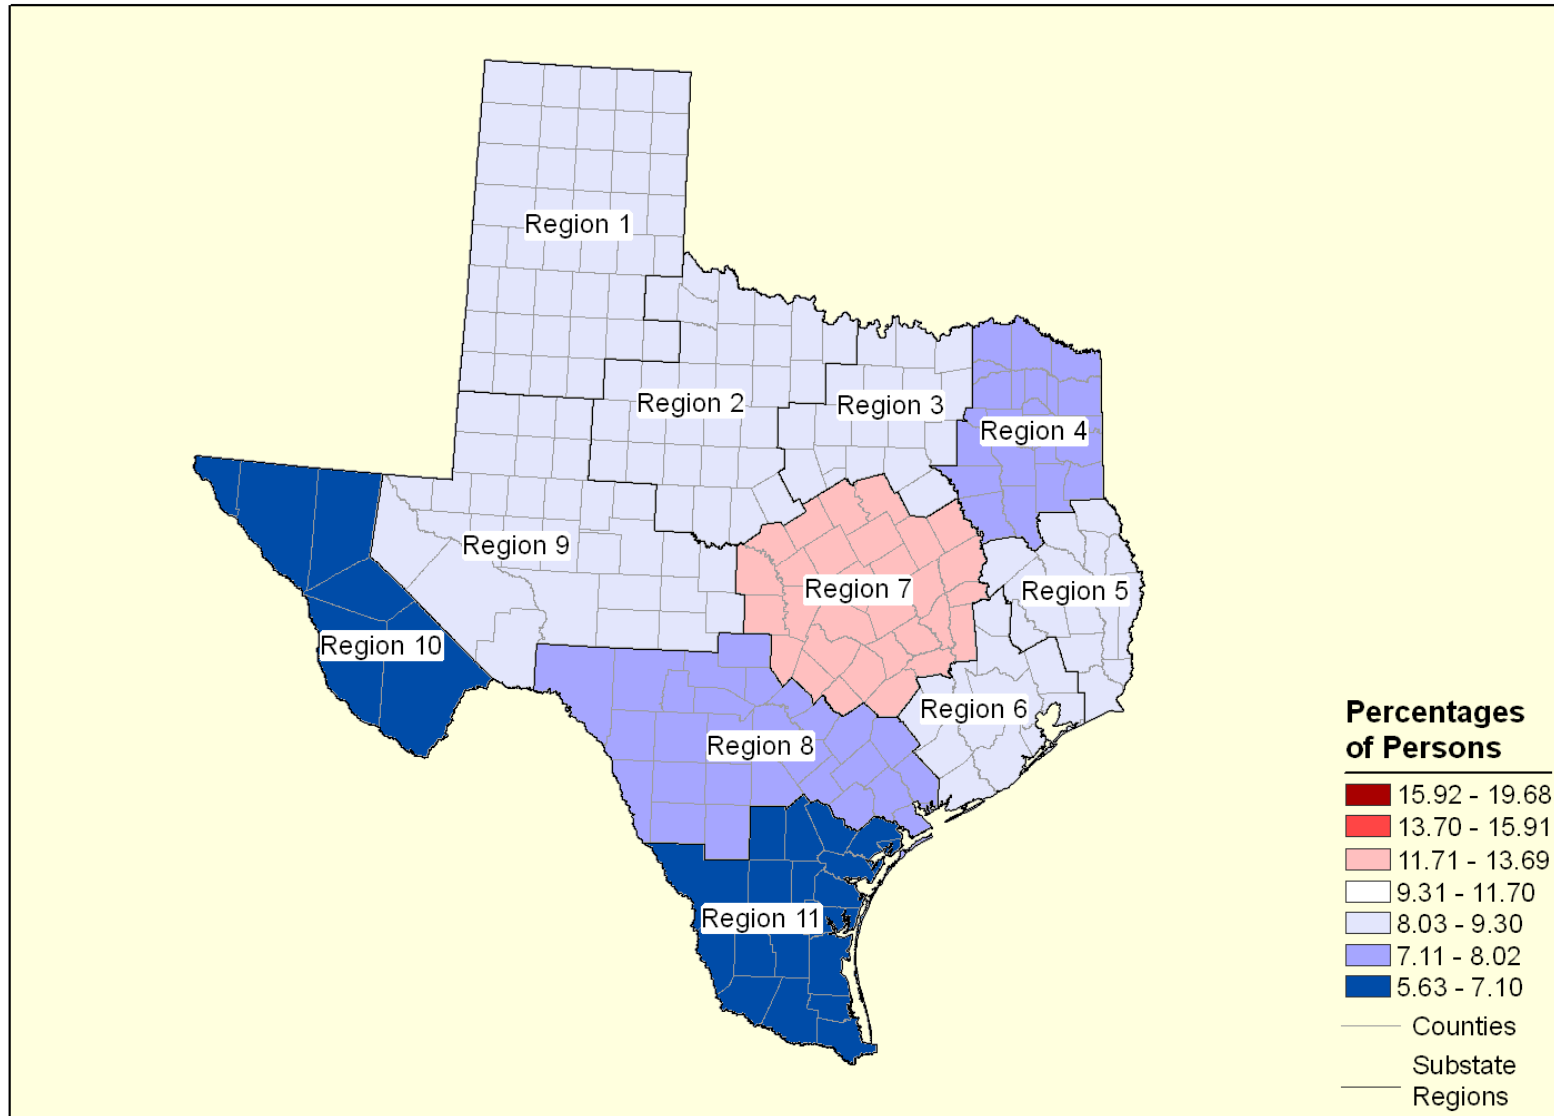 Region 1
Region 2
Region 3
Region 4
Region 9
Region 7
Region 5
Region 10
Region 6
Region 8
Region 11
Percentages
of Persons
15.92 - 19.68
13.70 - 15.91
11.71 - 13.69
9.31 - 11.70
8.03 - 9.30
7.11 - 8.02
5.63 - 7.10
Counties
Substate
Regions